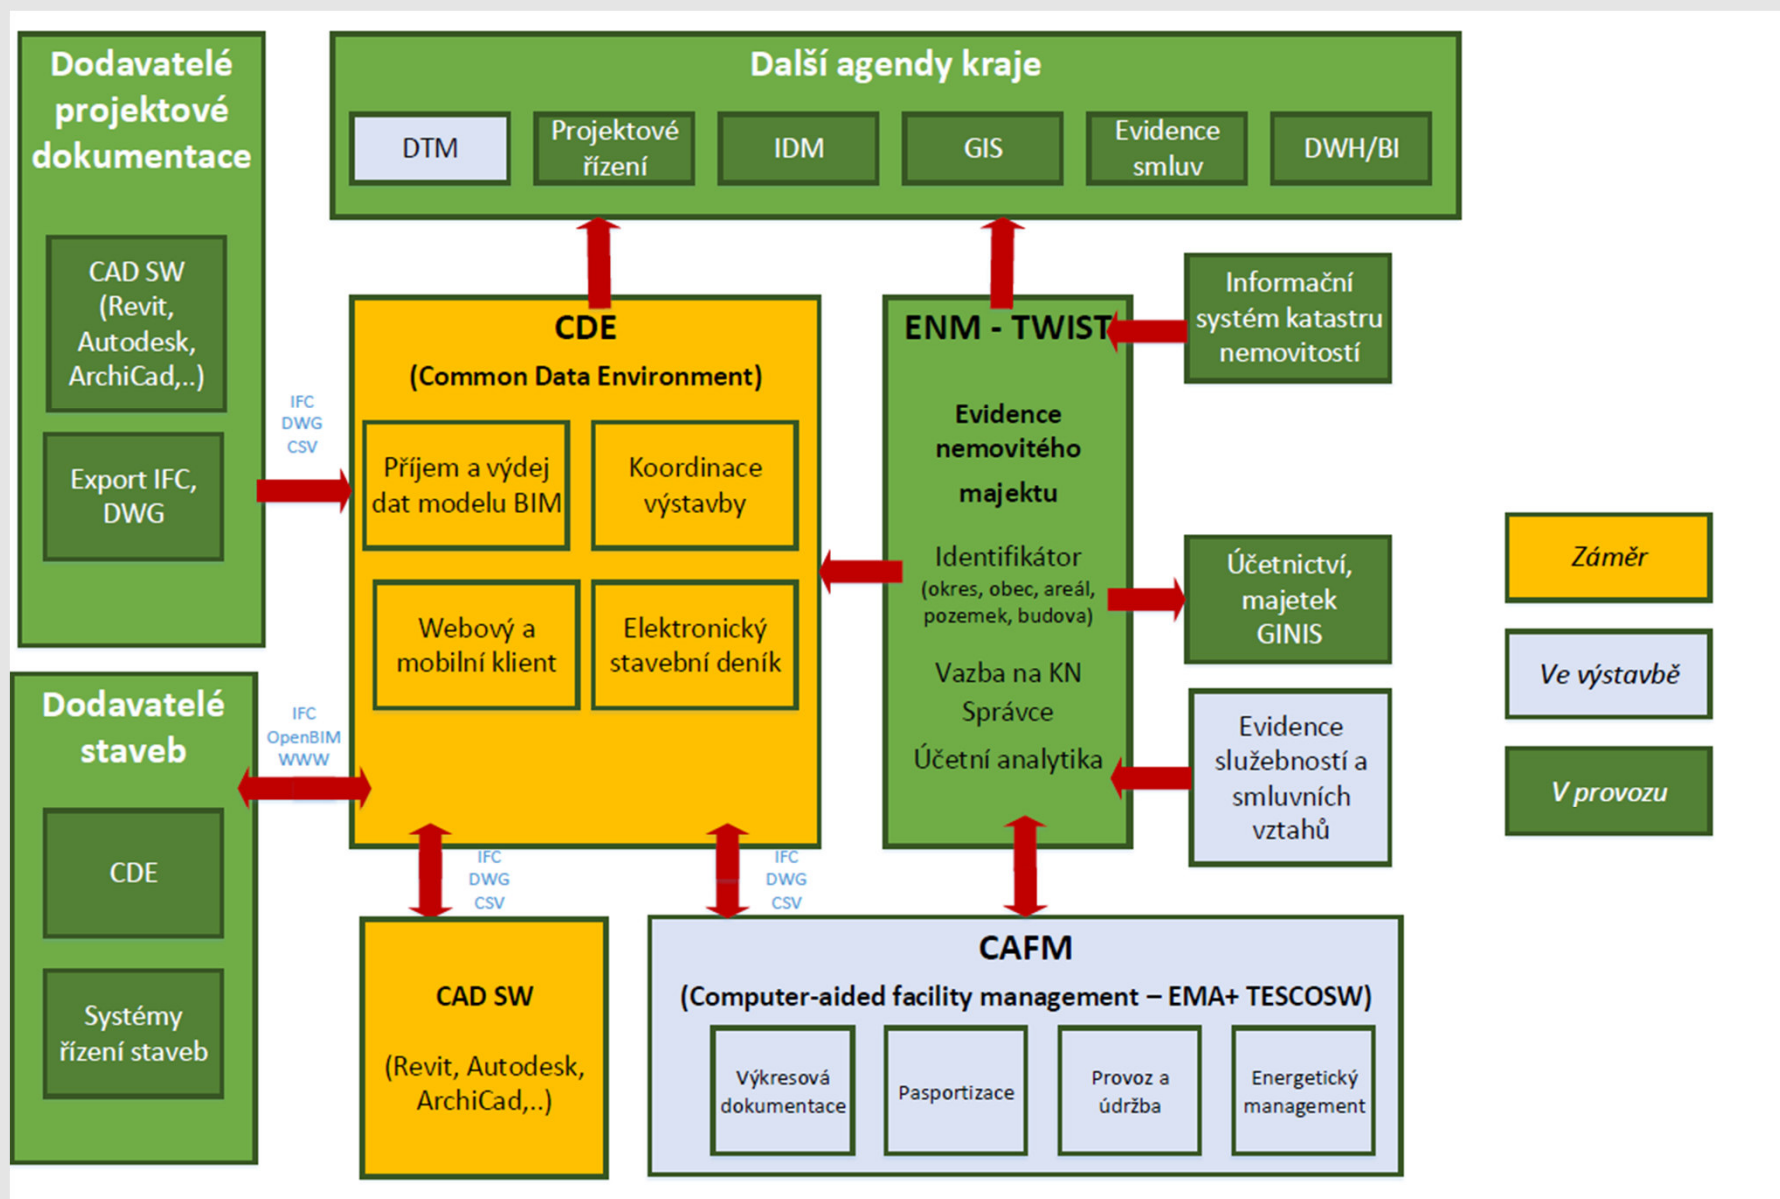 Dodavatelé
projektové
dokumentace
CAD SW
(Revit,
Autodesk,
ArchiCad,..)
Export IFC,
DWG
IFC
DWG
CSV
Další agendy kraje
DTM
Projektové
řízení
IDM
GIS
Evidence
smluv
DWH/BI
CDE
(Common Data Environment)
Příjem a výdej
dat modelu BIM
Koordinace
výstavby
Webový a
mobilní klient
Elektronický
stavební deník
ENM - TWIST
Evidence
nemovitého
majektu
Identifikátor
(okres, obec, areál,
pozemek, budova)
Vazba na KN
Správce
Účetní analytika
Informační
systém katastru
nemovitostí
Účetnictví,
majetek
GINIS
Evidence
služebností a
smluvních
vztahů
Záměr
Ve výstavbě
V provozu
Dodavatelé
staveb
CDE
Systémy
řízení staveb
IFC
OpenBIM
WWW
IFC
DWG
CSV
IFC
DWG
CSV
CAD SW
(Revit, Autodesk,
ArchiCad,..)
CAFM
(Computer-aided facility management – EMA+ TESCOSW)
Výkresová
dokumentace
Pasportizace
Provoz a
údržba
Energetický
management